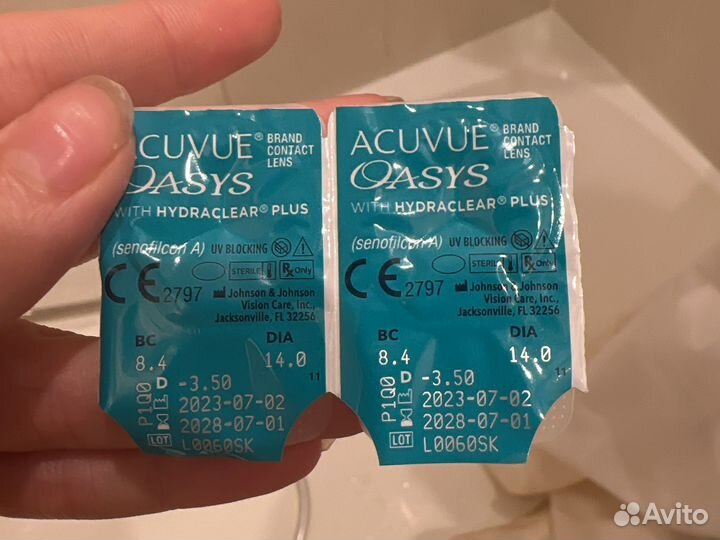 ACUVUE® BRAND CONTACT LENS
OASYS
WITH HYDRACLEAR® PLUS
(senofilcon A) UV BLOCKING
STERILE Rx Only
CE 2797 Johnson & Johnson
Vision Care, Inc.,
Jacksonville, FL 32256
BC DIA
8.4 14.0
11
P1Q0
D -3.50
2023-07-02
2028-07-01
LOT L0060SK
ACUVUE® BRAND CONTACT LENS
OASYS
WITH HYDRACLEAR® PLUS
(senofilcon A) UV BLOCKING
STERILE Rx Only
CE 2797 Johnson & Johnson
Vision Care, Inc.,
Jacksonville, FL 32256
BC DIA
8.4 14.0
11
P1Q0
D -3.50
2023-07-02
2028-07-01
LOT L0060SK
Avito